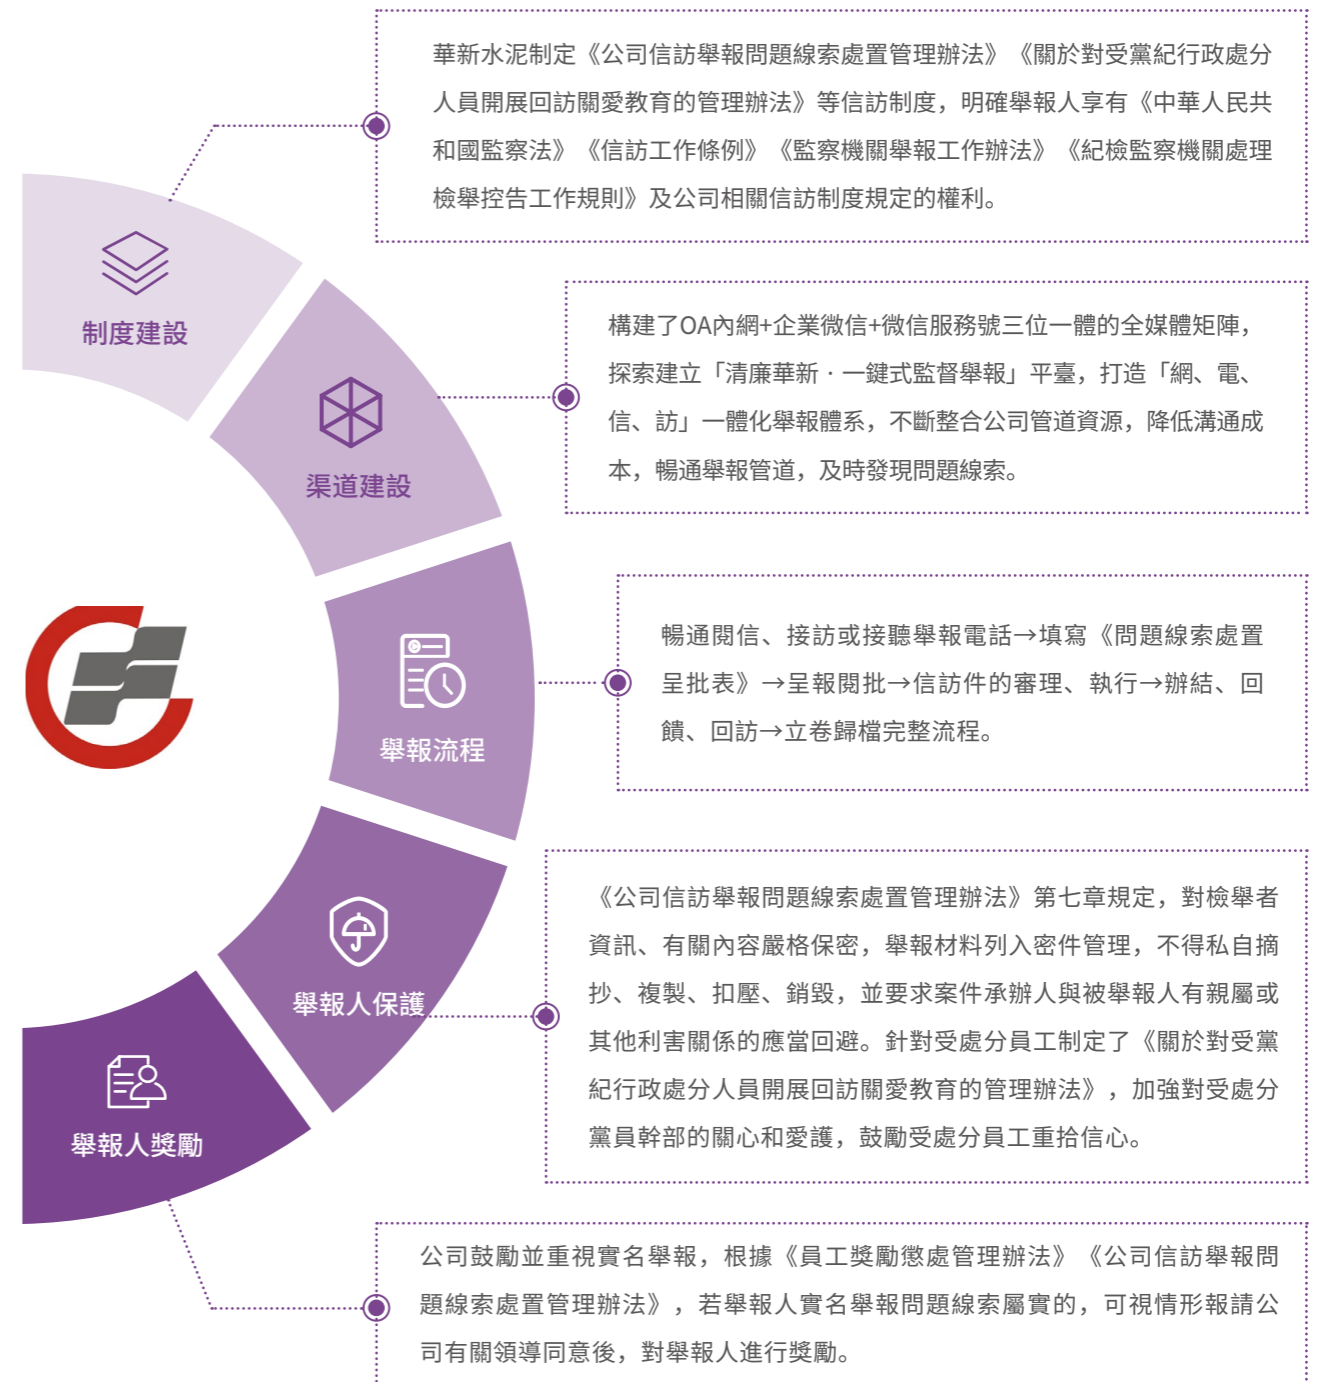 華新水泥制定《公司信訪舉報問題線索處置管理辦法》《關於對受黨紀行政處分
人員開展回訪關愛教育的管理辦法》等信訪制度，明確舉報人享有《中華人民共
和國監察法》《信訪工作條例》《監察機關舉報工作辦法》《紀檢監察機關處理
檢舉控告工作規則》及公司相關信訪制度規定的權利。
制度建設
構建了OA內網+企業微信+微信服務號三位一體的全媒體矩陣，
探索建立「清廉華新 · 一鍵式監督舉報」平臺，打造「網、電、
信、訪」一體化舉報體系，不斷整合公司管道資源，降低溝通成
本，暢通舉報管道，及時發現問題線索。
渠道建設
暢通閱信、接訪或接聽舉報電話→填寫《問題線索處置
呈批表》→呈報閱批→信訪件的審理、執行→辦結、回
饋、回訪→立卷歸檔完整流程。
舉報流程
《公司信訪舉報問題線索處置管理辦法》第七章規定，對檢舉者
資訊、有關內容嚴格保密，舉報材料列入密件管理，不得私自摘
抄、複製、扣壓、銷毀，並要求案件承辦人與被舉報人有親屬或
其他利害關係的應當回避。針對受處分員工制定了《關於對受黨
紀行政處分人員開展回訪關愛教育的管理辦法》，加強對受處分
黨員幹部的關心和愛護，鼓勵受處分員工重拾信心。
舉報人保護
舉報人獎勵
公司鼓勵並重視實名舉報，根據《員工獎勵懲處管理辦法》《公司信訪舉報問
題線索處置管理辦法》，若舉報人實名舉報問題線索屬實的，可視情形報請公
司有關領導同意後，對舉報人進行獎勵。